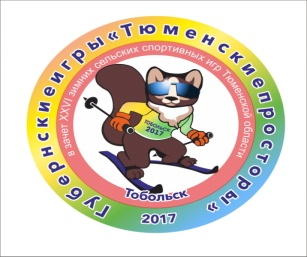 Губернские игры «Тюменские просторы»
в зачет XXVI зимних сельских спортивных игр Тюменской области
ТОБОЛЬСК
2017
Тобольск
2017